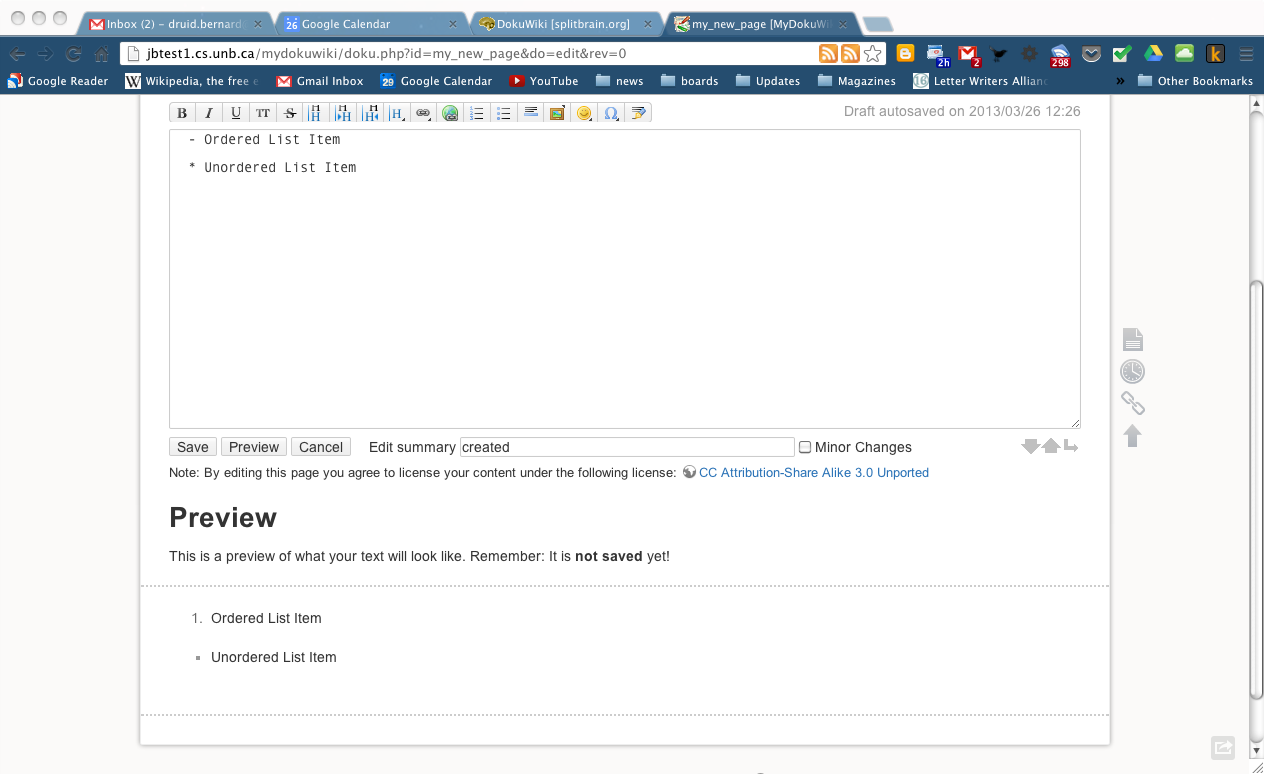 Inbox (2) - druid.bernard
Google Calendar
DokuWiki [splitbrain.org]
my_new_page [MyDokuWi
jbtest1.cs.unb.ca/mydokuwiki/doku.php?id=my_new_page&do=edit&rev=0
2h
2
298
Google Reader
Wikipedia, the free e
Gmail Inbox
Google Calendar
YouTube
news
boards
Updates
Magazines
Letter Writers Allianc
»
Other Bookmarks
B I U TT S H H H H
Draft autosaved on 2013/03/26 12:26
- Ordered List Item
* Unordered List Item
Save Preview Cancel Edit summary created Minor Changes
Note: By editing this page you agree to license your content under the following license: CC Attribution-Share Alike 3.0 Unported
Preview
This is a preview of what your text will look like. Remember: It is not saved yet!
1. Ordered List Item
▪ Unordered List Item